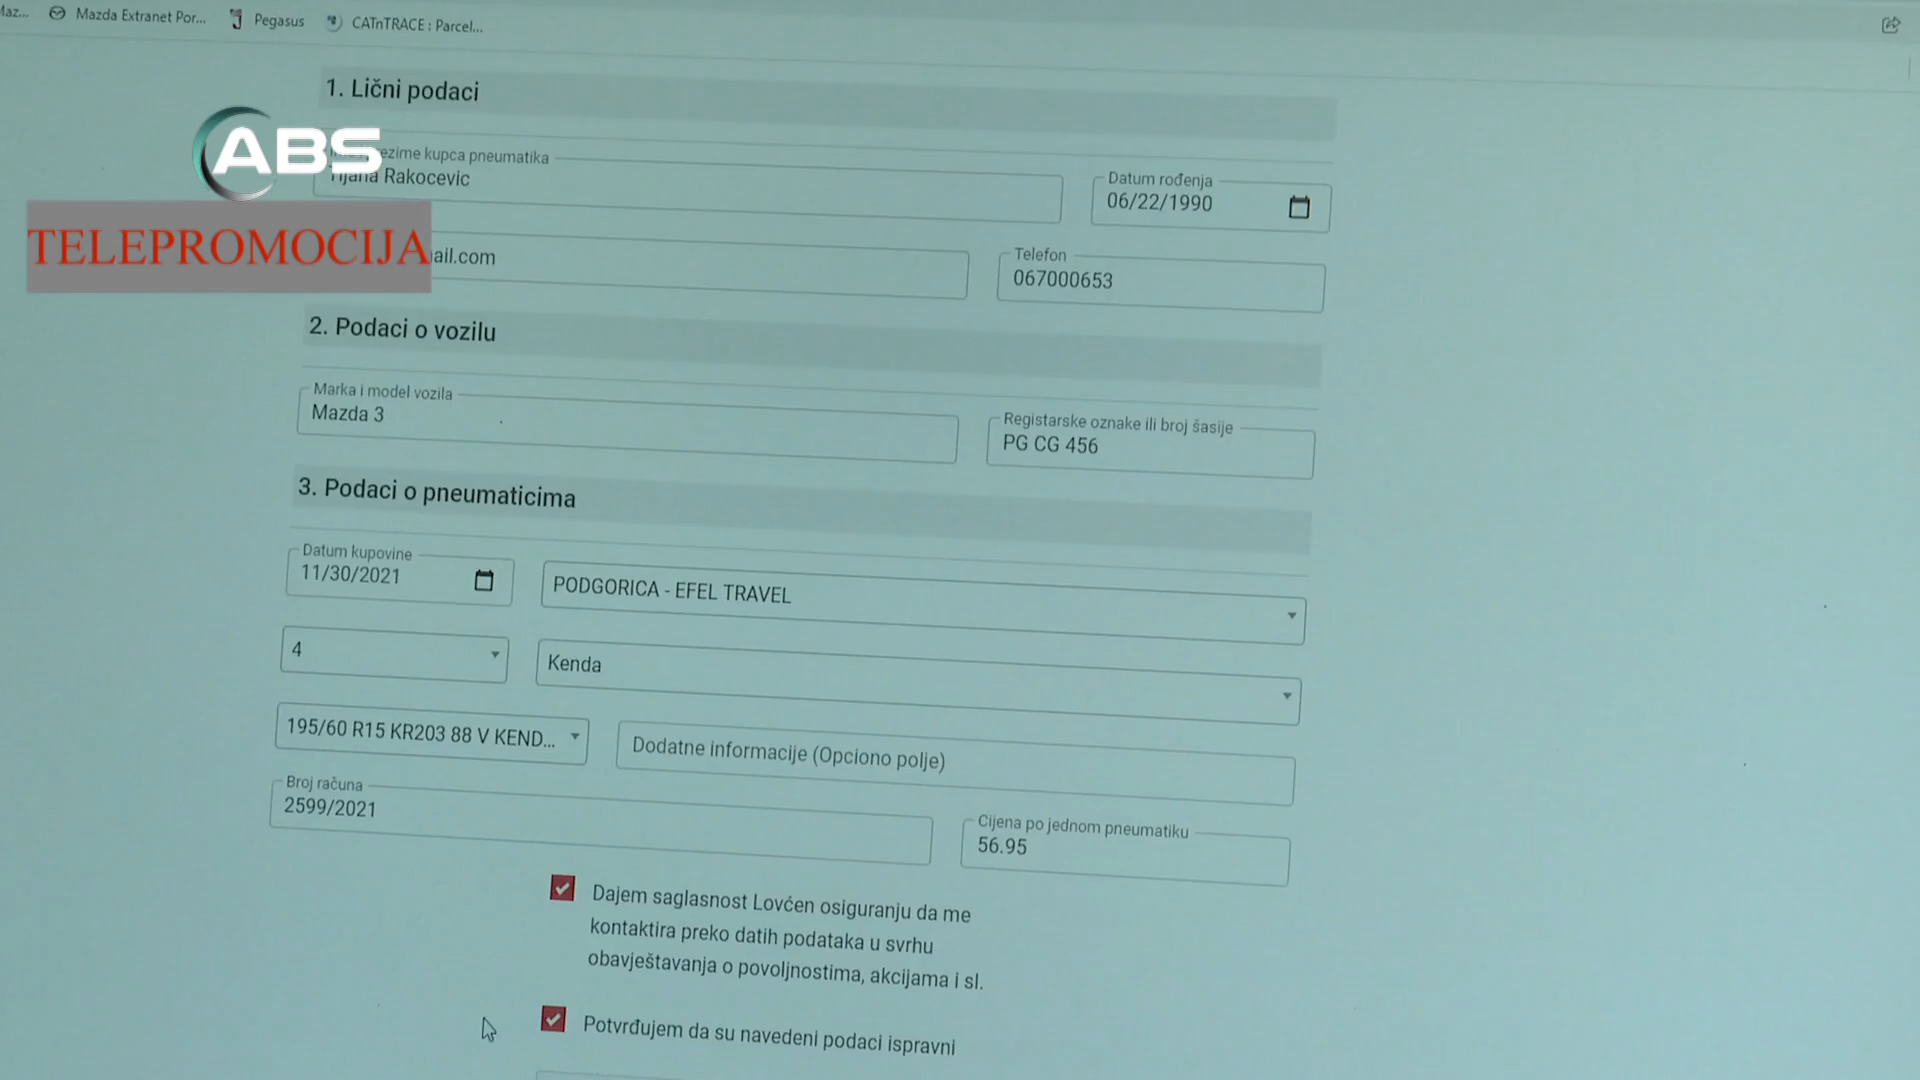 Mazda Extranet Por...
Pegasus
CATnTRACE : Parcel...
1. Lični podaci
ABS
prezime kupca pneumatika
Tijana Rakocevic
Datum rođenja
06/22/1990
TELEPROMOCIJA
ail.com
Telefon
067000653
2. Podaci o vozilu
Marka i model vozila
Mazda 3
Registarske oznake ili broj šasije
PG CG 456
3. Podaci o pneumaticima
Datum kupovine
11/30/2021
PODGORICA - EFEL TRAVEL
4
Kenda
195/60 R15 KR203 88 V KEND...
Dodatne informacije (Opciono polje)
Broj računa
2599/2021
Cijena po jednom pneumatiku
56.95
Dajem saglasnost Lovćen osiguranju da me
kontaktira preko datih podataka u svrhu
obavještavanja o povoljnostima, akcijama i sl.
Potvrđujem da su navedeni podaci ispravni